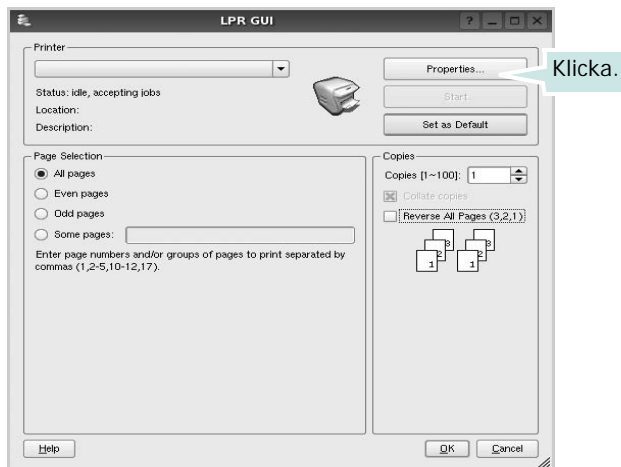 LPR GUI
Printer
Properties...
Klicka.
Status: idle, accepting jobs
Start
Location:
Description:
Set as Default
Page Selection
All pages
Even pages
Odd pages
Some pages:
Enter page numbers and/or groups of pages to print separated by
commas (1,2-5,10-12,17).
Copies
Copies [1~100]: 1
Collate copies
Reverse All Pages (3,2,1)
3 3
2 2
1 1
Help
OK
Cancel